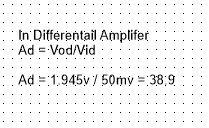 In Differentail Amplifer
Ad = Vod/Vid
Ad = 1.945v / 50mv = 38.9